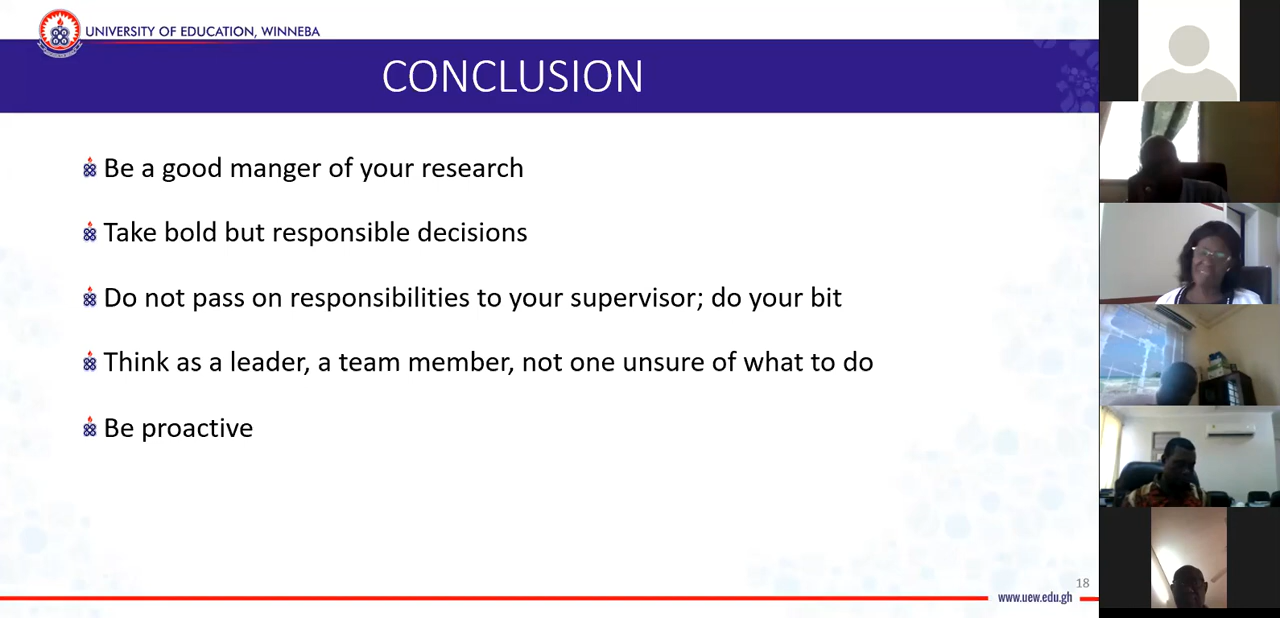 UNIVERSITY OF EDUCATION, WINNEBA
CONCLUSION
Be a good manger of your research
Take bold but responsible decisions
Do not pass on responsibilities to your supervisor; do your bit
Think as a leader, a team member, not one unsure of what to do
Be proactive
18
www.uew.edu.gh